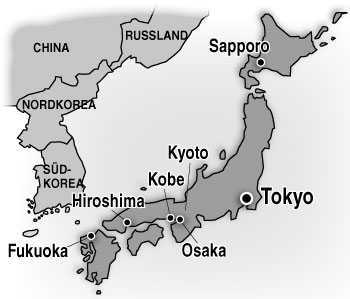 RUSSLAND
CHINA
Sapporo
NORDKOREA
SÜD-
KOREA
Kyoto
Kobe
Hiroshima
Tokyo
Fukuoka
Osaka